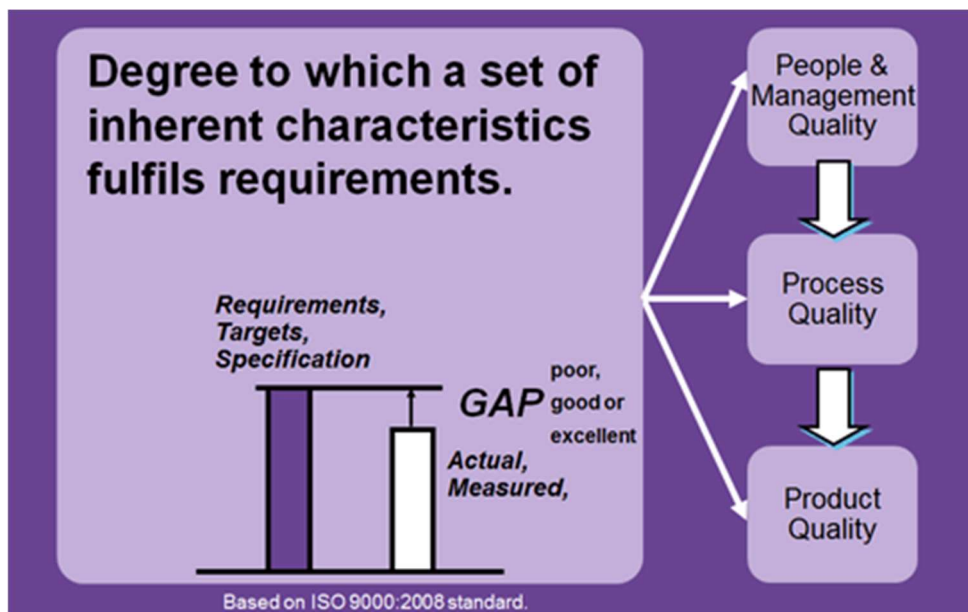 Degree to which a set of
inherent characteristics
fulfils requirements.
Requirements,
Targets,
Specification
GAP
poor,
good or
excellent
Actual,
Measured,
Based on ISO 9000:2008 standard.
People &
Management
Quality
Process
Quality
Product
Quality